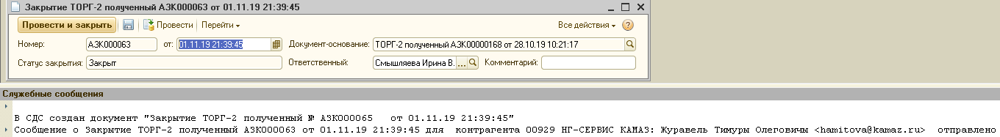 Закрытие ТОРГ-2 полученный АЗК000063 от 01.11.19 21:39:45
Провести и закрыть Провести Перейти Все действия ?
Номер: АЗК000063 от: 01.11.19 21:39:45 Документ-основание: ТОРГ-2 полученный АЗК00000168 от 28.10.19 10:21:17
Статус закрытия: Закрыт Ответственный: Смышляева Ирина В. ... Комментарий:
Служебные сообщения
В СДС создан документ "Закрытие ТОРГ-2 полученный № АЗК000065 от 01.11.19 21:39:45"
Сообщение о Закрытие ТОРГ-2 полученный АЗК000063 от 01.11.19 21:39:45 для контрагента 00929 НГ-СЕРВИС КАМАЗ: Журавель Тимуры Олеговичы <hamitova@kamaz.ru> отправлено